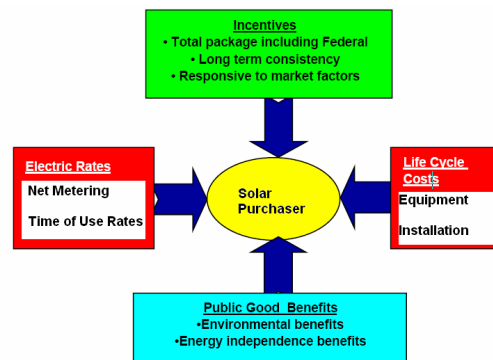 Incentives
• Total package including Federal
• Long term consistency
• Responsive to market factors
Electric Rates
Net Metering
Time of Use Rates
Solar
Purchaser
Life Cycle
Costs
Equipment
Installation
Public Good Benefits
•Environmental benefits
•Energy independence benefits